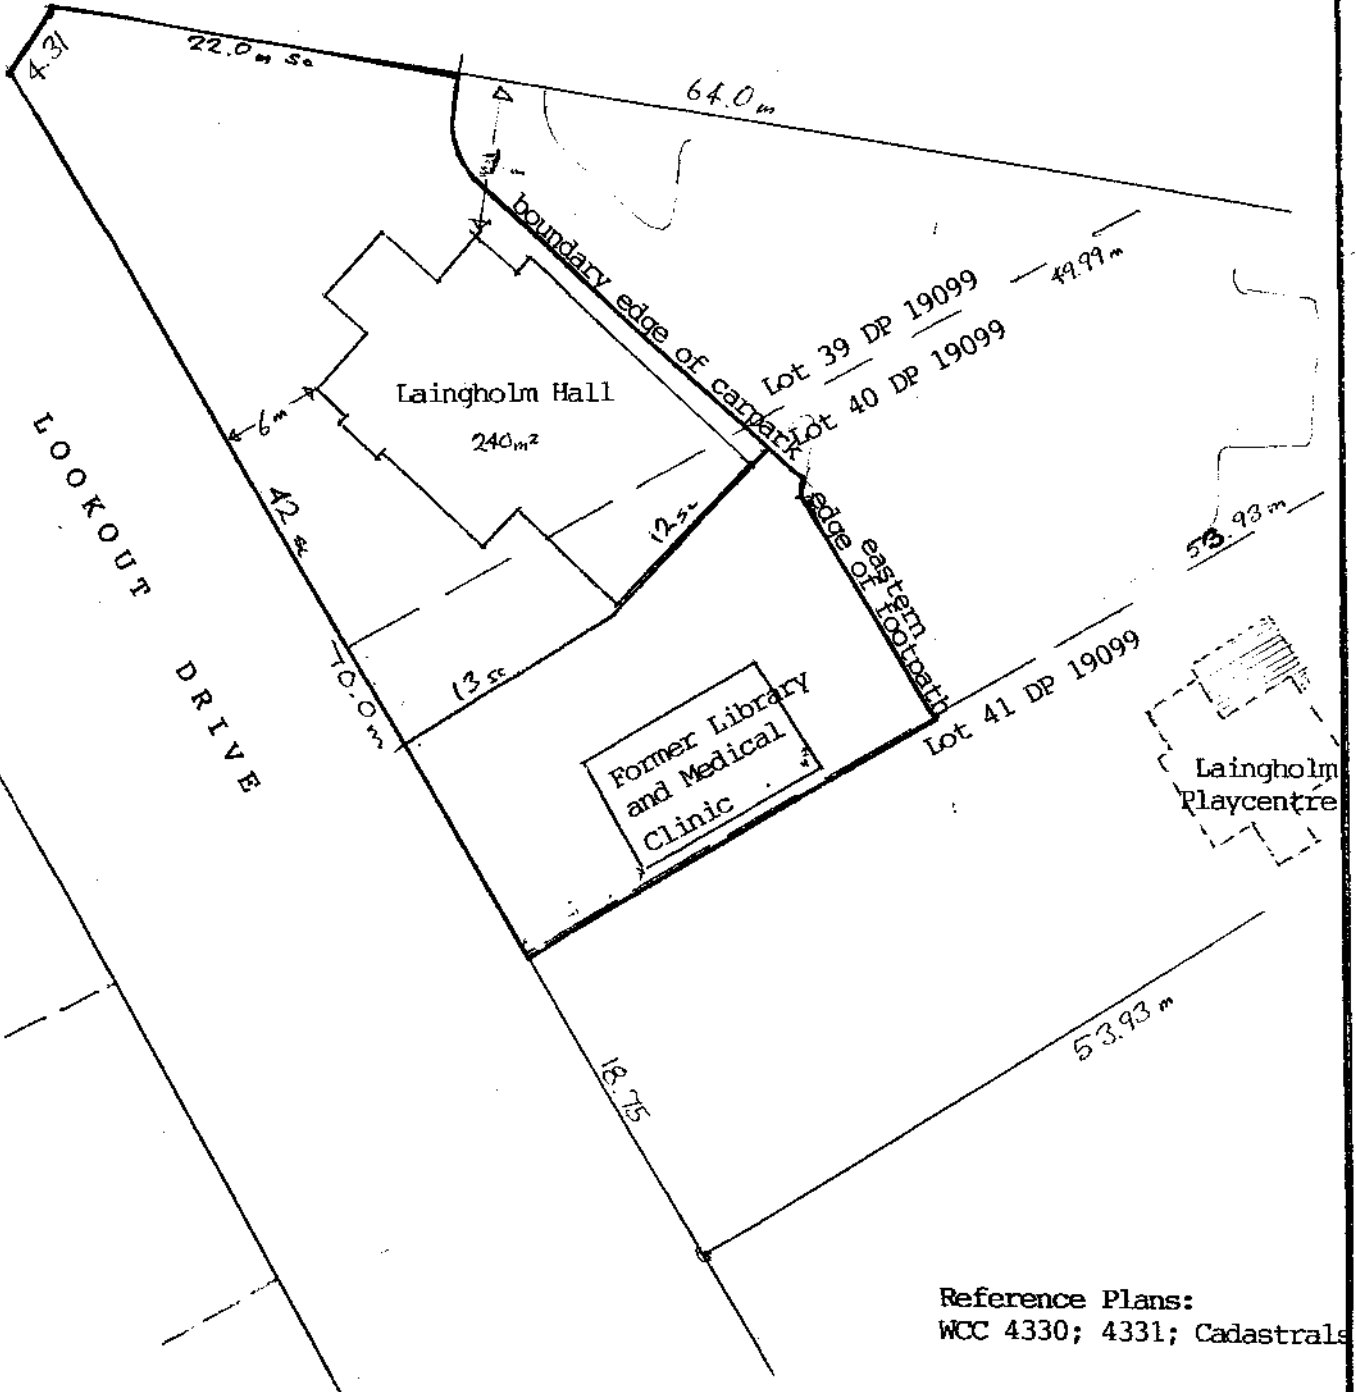 4.31
22.0m sc
64.0m
boundary edge of carpark
49.99m
Lot 39 DP 19099
Lot 40 DP 19099
Laingholm Hall
240m²
6m
LOOKOUT DRIVE
42 sc
12 sc
53.93m
eastern
edge of footpath
70.0m
13 sc
Lot 41 DP 19099
Former Library
and Medical
Clinic
Laingholm
Playcentre
53.93m
18.75
Reference Plans:
WCC 4330; 4331; Cadastrals